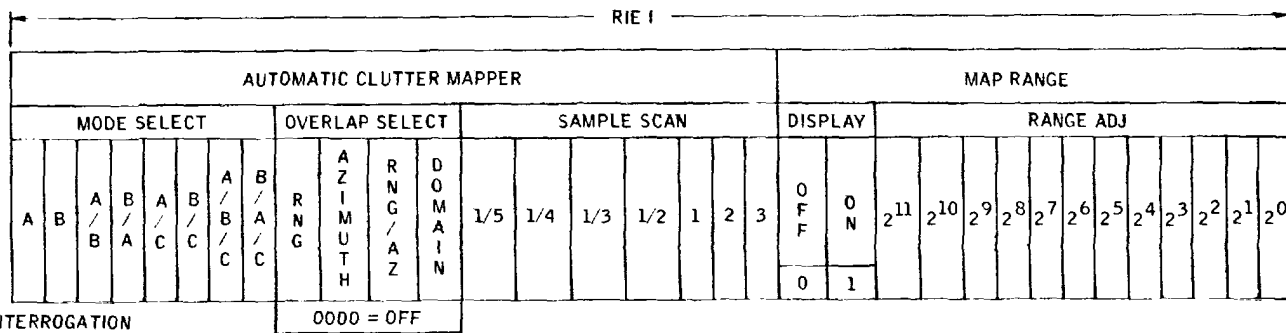 RIE I
AUTOMATIC CLUTTER MAPPER MAP RANGE
MODE SELECT OVERLAP SELECT SAMPLE SCAN DISPLAY RANGE ADJ
A B A/B B/A A/C B/C A/B/C B/A/C RNG AZIMUTH RNG/AZ DOMAIN 1/5 1/4 1/3 1/2 1 2 3 OFF ON 2^11 2^10 2^9 2^8 2^7 2^6 2^5 2^4 2^3 2^2 2^1 2^0
0 1
NTERROGATION 0000 = OFF